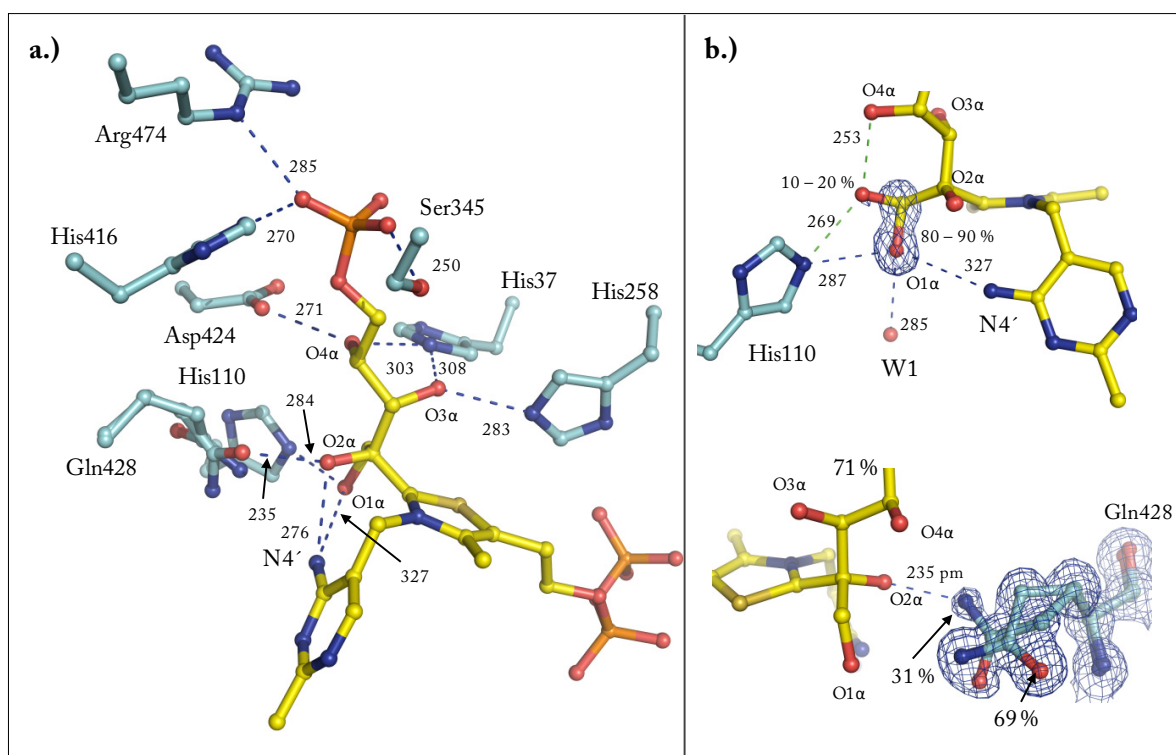 a.)
Arg474
285
Ser345
His416
270
250
His37
His258
Asp424
271
O4α
303
308
His110
284
O3α
283
O2α
Gln428
235
O1α
276
N4´
327
b.)
O4α
O3α
253
10 – 20 %
O2α
269
80 – 90 %
287
327
O1α
N4´
285
His110
W1
71 %
O3α
Gln428
O4α
235 pm
O2α
31 %
O1α
69 %